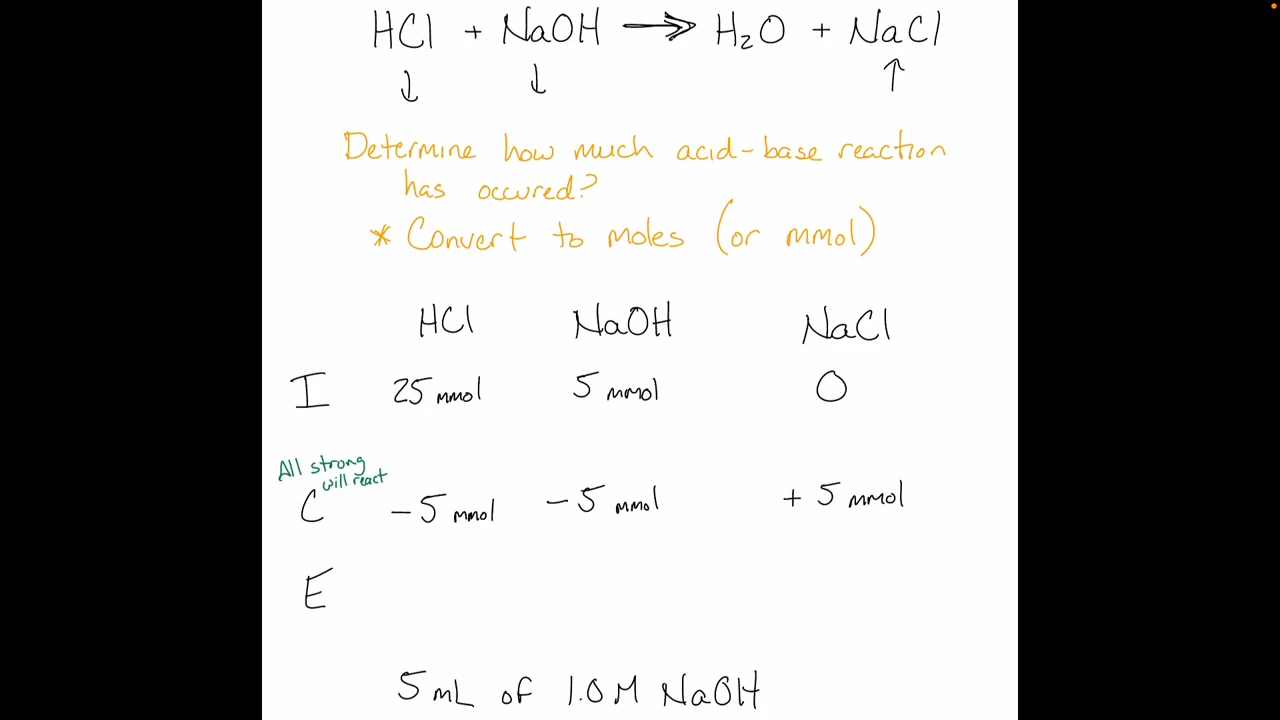 HCl + NaOH → H₂O + NaCl
↓ ↓ ↑
Determine how much acid-base reaction
has occured?
* Convert to moles (or mmol)
HCl NaOH NaCl
I 25 mmol 5 mmol 0
All strong
will react
C -5 mmol -5 mmol +5 mmol
E
5 mL of 1.0 M NaOH